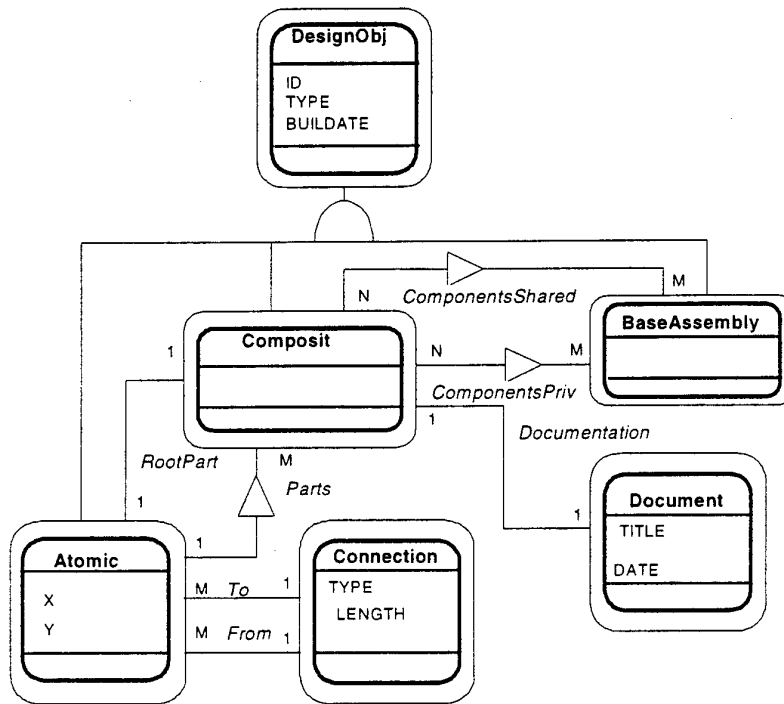 DesignObj
ID
TYPE
BUILDATE
N
ComponentsShared
M
1
Composit
N
ComponentsPriv
M
BaseAssembly
1
Documentation
RootPart
M
Parts
1
1
1
Document
TITLE
DATE
Atomic
X
Y
M To 1
M From 1
Connection
TYPE
LENGTH